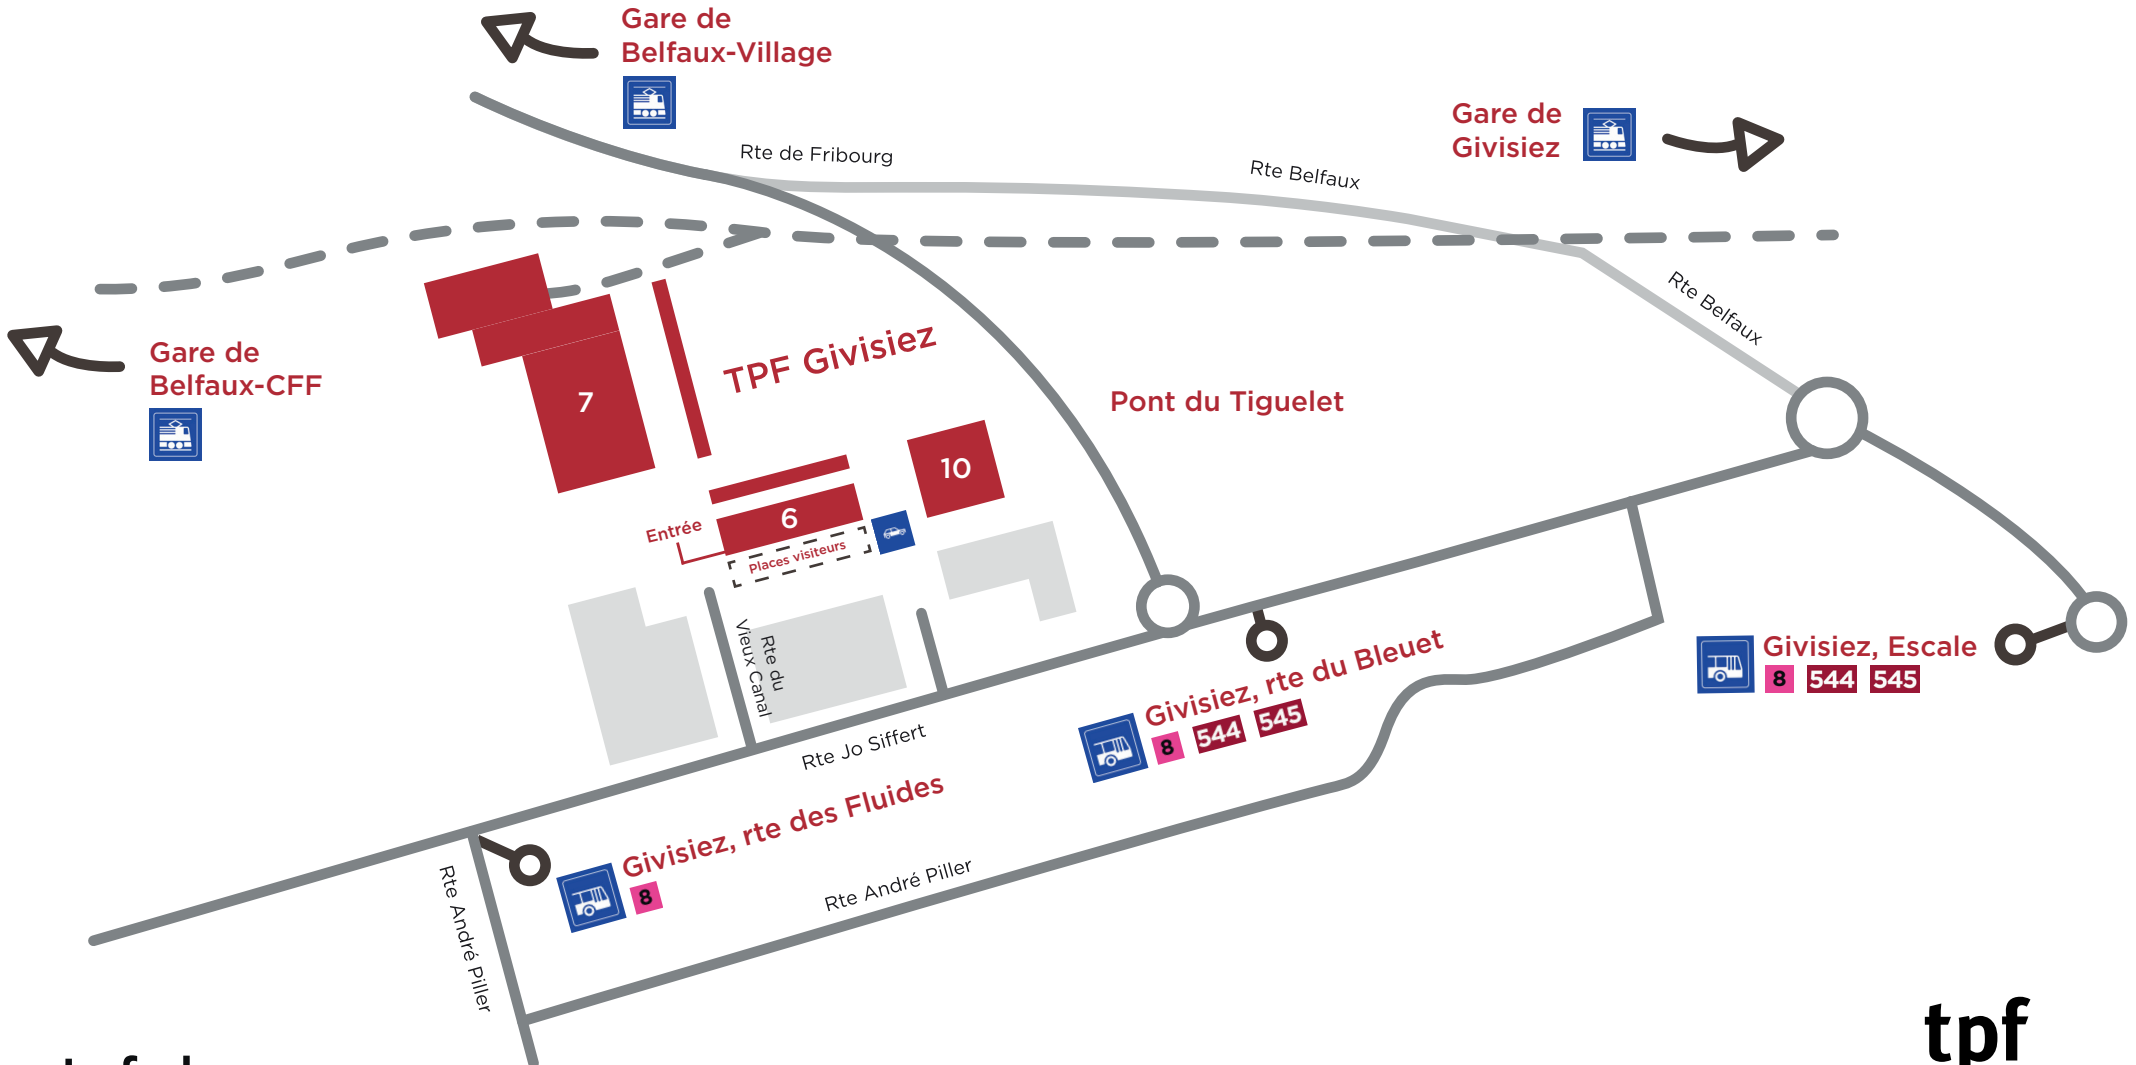 Gare de
Belfaux-Village
Gare de
Givisiez
Rte de Fribourg
Rte Belfaux
Rte Belfaux
Gare de
Belfaux-CFF
TPF Givisiez
Pont du Tiguelet
7
10
6
Entrée
Places visiteurs
Rte du
Vieux Canal
Rte Jo Siffert
Givisiez, rte du Bleuet
8 544 545
Givisiez, Escale
8 544 545
Givisiez, rte des Fluides
8
Rte André Piller
Rte André Piller
tpf